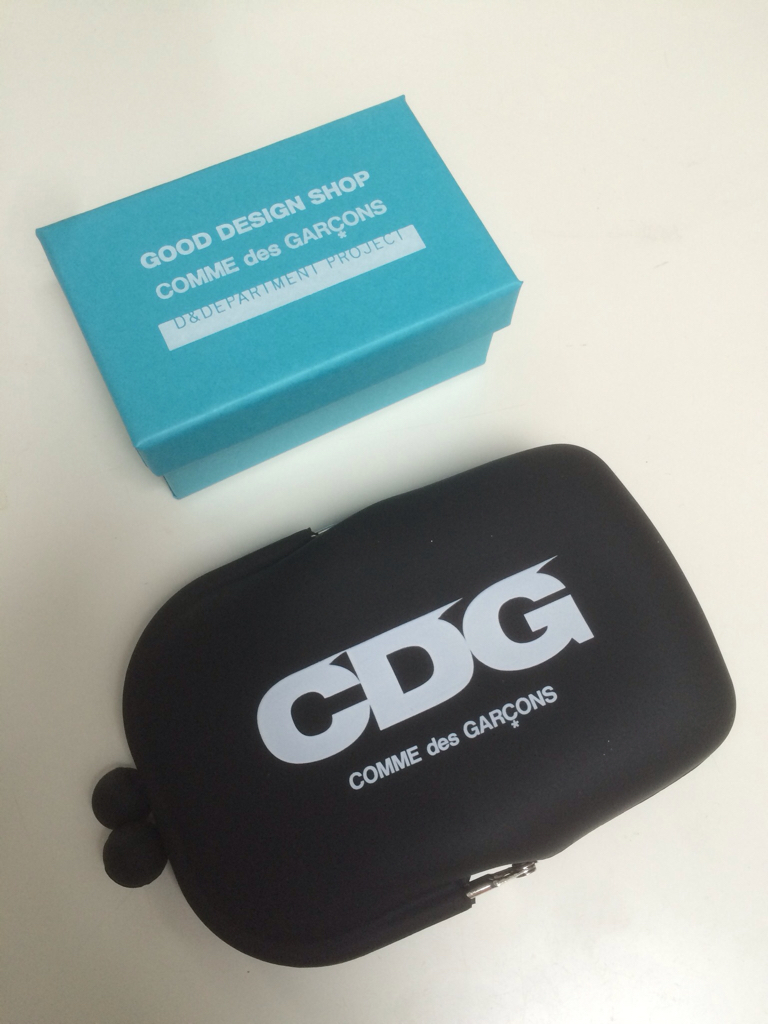 GOOD DESIGN SHOP
COMME des GARÇONS
*
D&DEPARTMENT PROJECT
CDG
COMME des GARÇONS
*